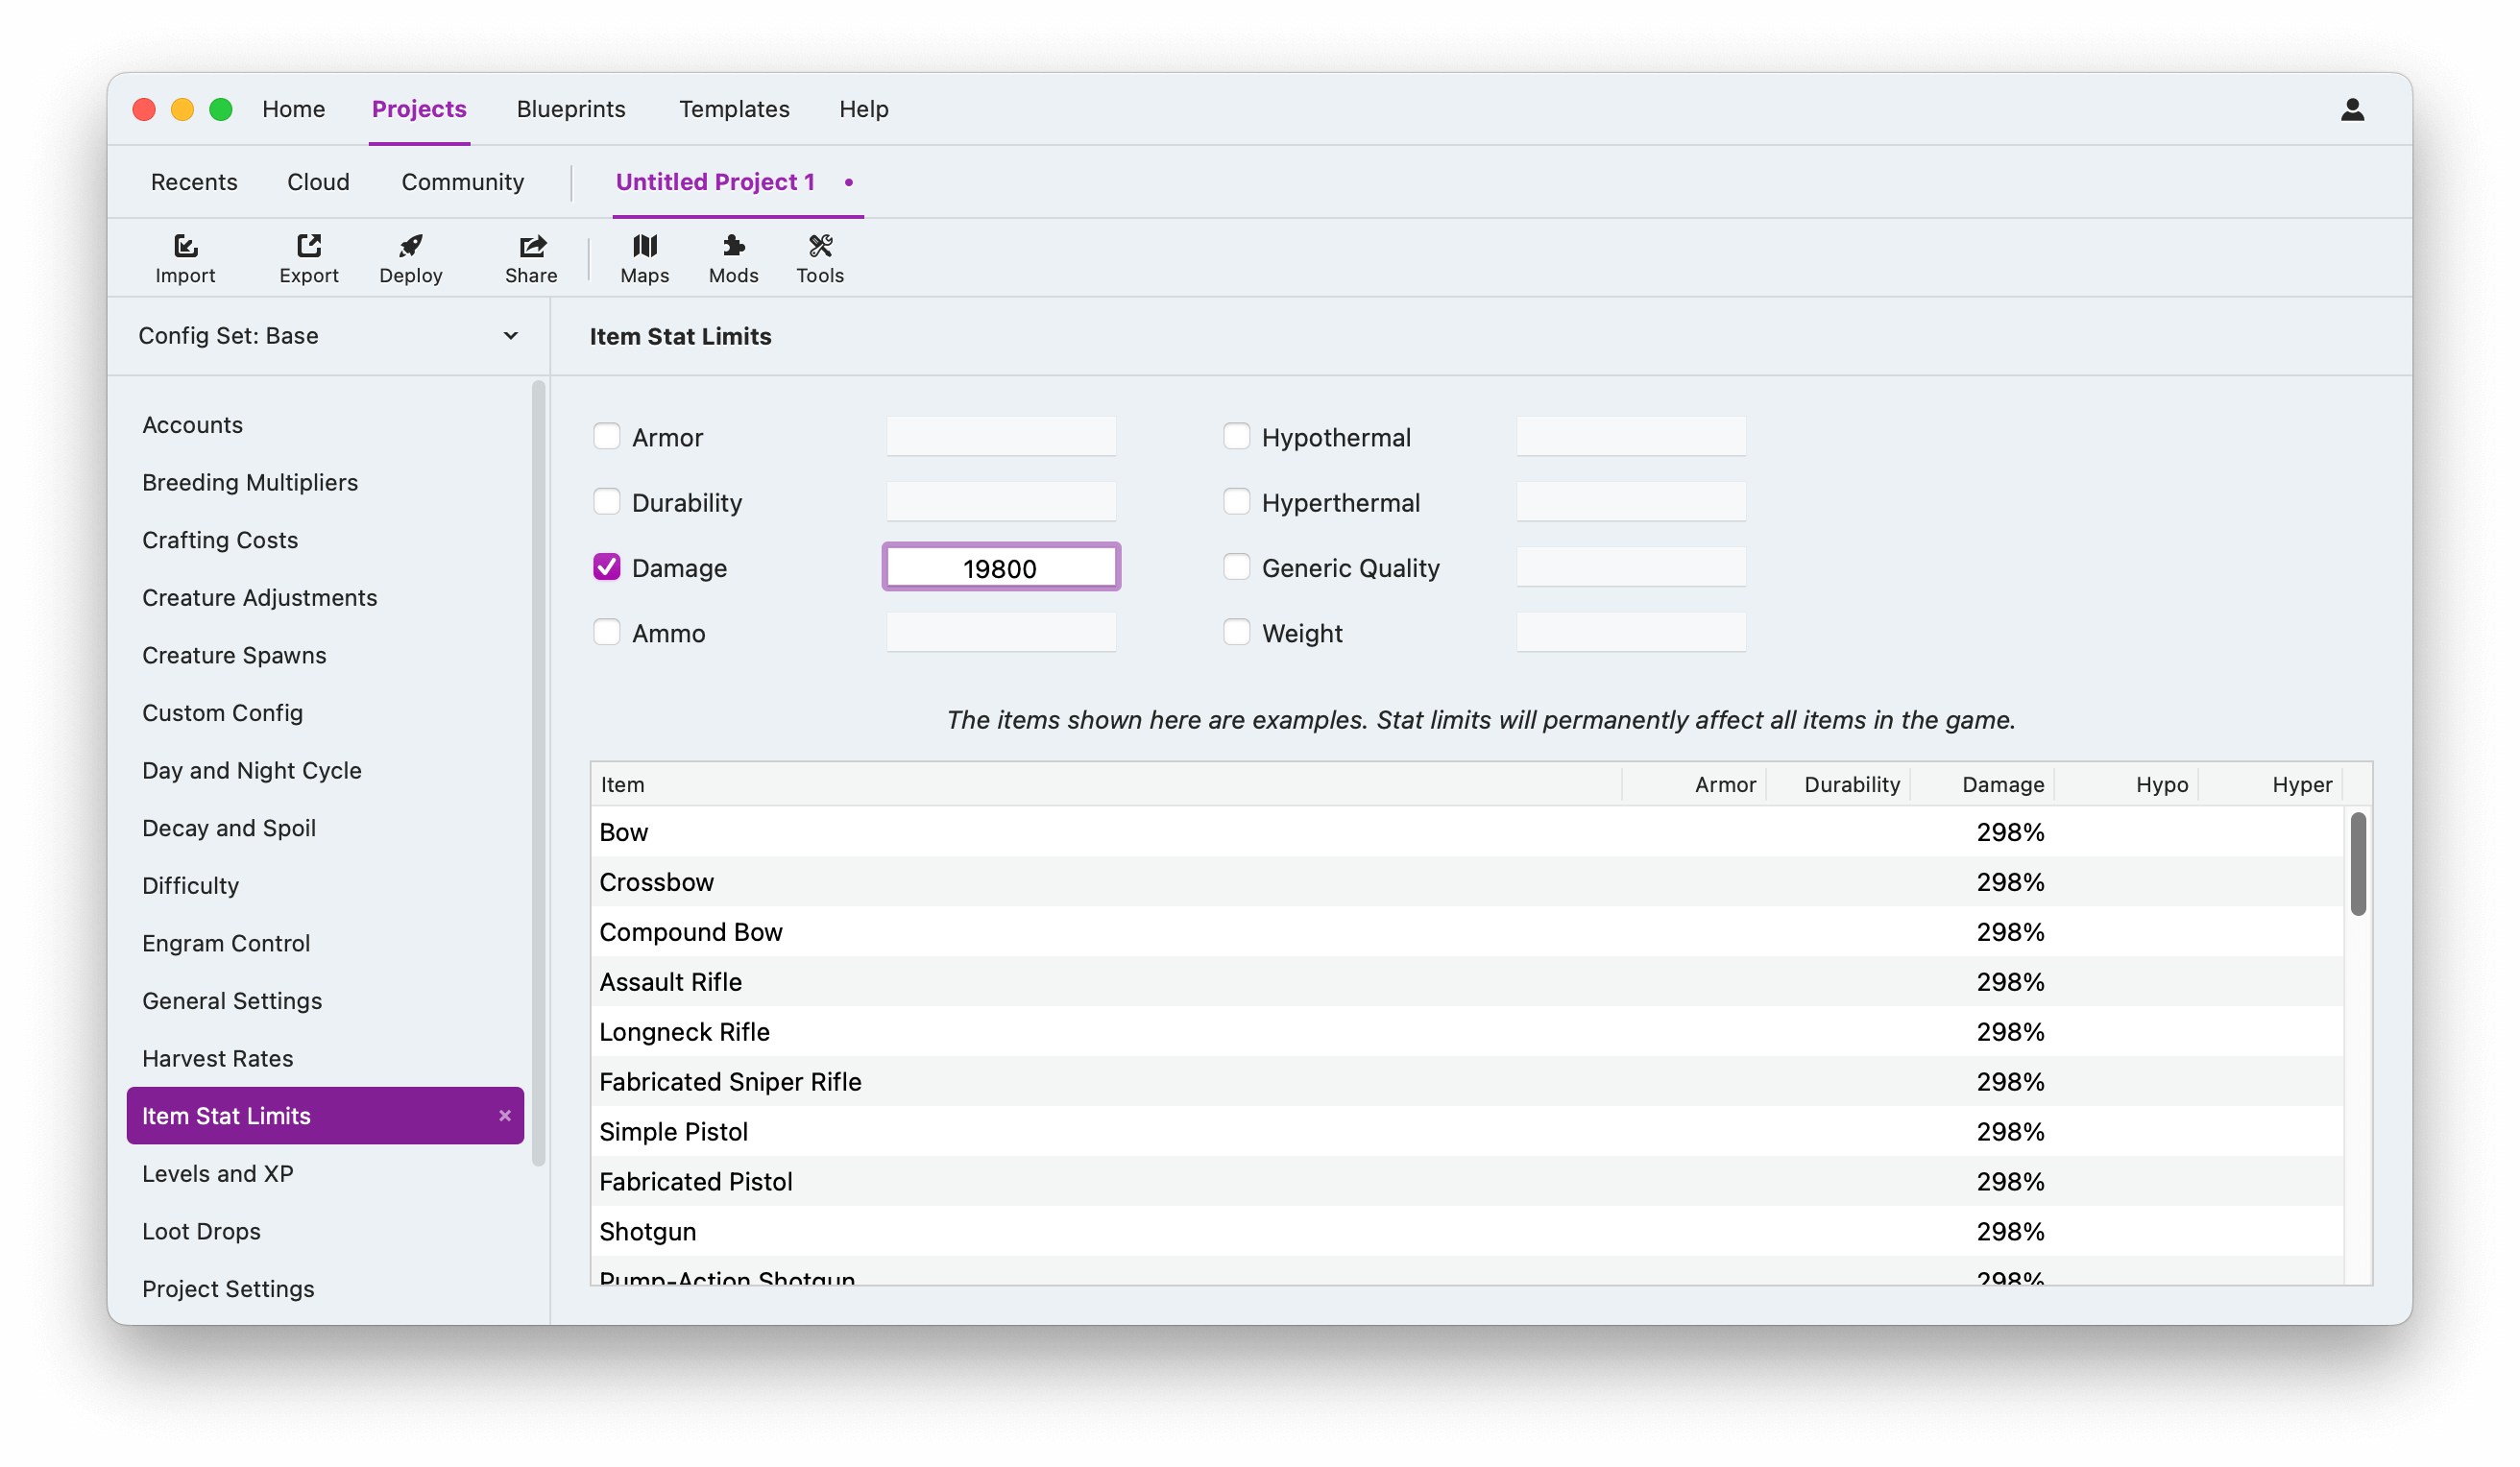 Home Projects Blueprints Templates Help
Recents Cloud Community Untitled Project 1 •
Import Export Deploy Share Maps Mods Tools
Config Set: Base
Item Stat Limits
Accounts
Breeding Multipliers
Crafting Costs
Creature Adjustments
Creature Spawns
Custom Config
Day and Night Cycle
Decay and Spoil
Difficulty
Engram Control
General Settings
Harvest Rates
Item Stat Limits ×
Levels and XP
Loot Drops
Project Settings
Armor Hypothermal
Durability Hyperthermal
Damage 19800 Generic Quality
Ammo Weight
The items shown here are examples. Stat limits will permanently affect all items in the game.
Item Armor Durability Damage Hypo Hyper
Bow 298%
Crossbow 298%
Compound Bow 298%
Assault Rifle 298%
Longneck Rifle 298%
Fabricated Sniper Rifle 298%
Simple Pistol 298%
Fabricated Pistol 298%
Shotgun 298%
Pump-Action Shotgun 298%